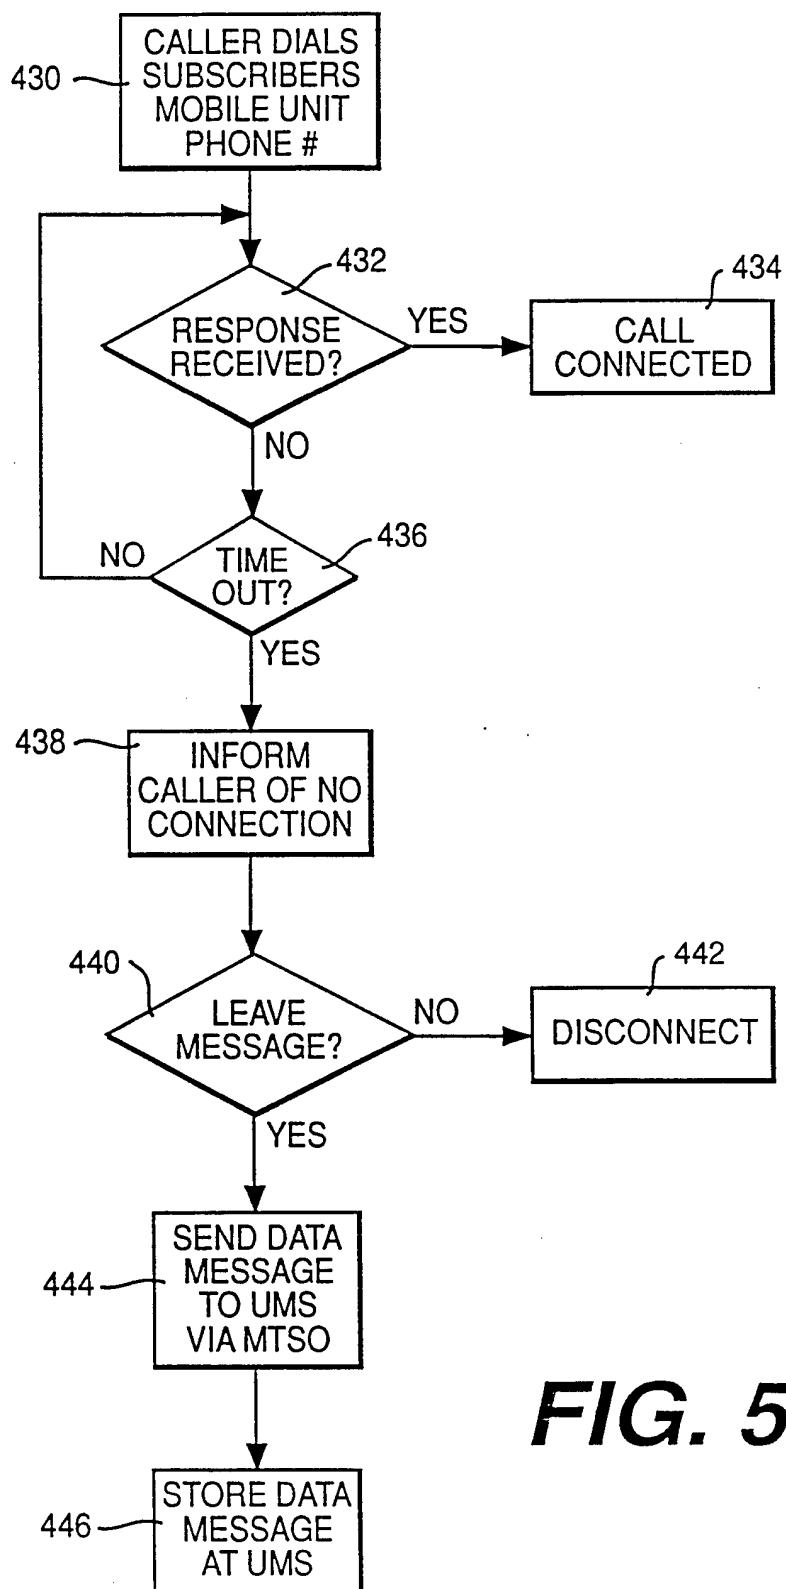 CALLER DIALS
SUBSCRIBERS
MOBILE UNIT
PHONE #
430
432
RESPONSE
RECEIVED?
YES
434
CALL
CONNECTED
NO
436
TIME
OUT?
NO
YES
438
INFORM
CALLER OF NO
CONNECTION
440
LEAVE
MESSAGE?
NO
442
DISCONNECT
YES
444
SEND DATA
MESSAGE
TO UMS
VIA MTSO
FIG. 5
446
STORE DATA
MESSAGE
AT UMS